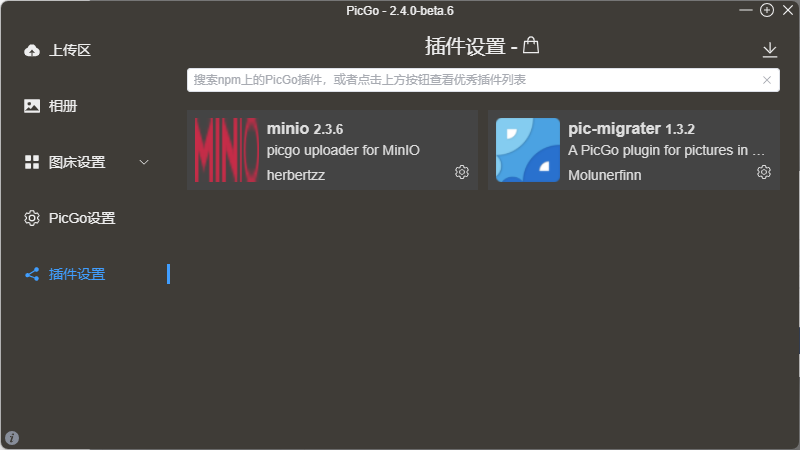 PicGo - 2.4.0-beta.6
上传区
相册
图床设置
PicGo设置
插件设置
插件设置 -
搜索npm上的PicGo插件，或者点击上方按钮查看优秀插件列表
MINIO
minio 2.3.6
picgo uploader for MinIO
herbertzz
pic-migrater 1.3.2
A PicGo plugin for pictures in ...
Molunerfinn